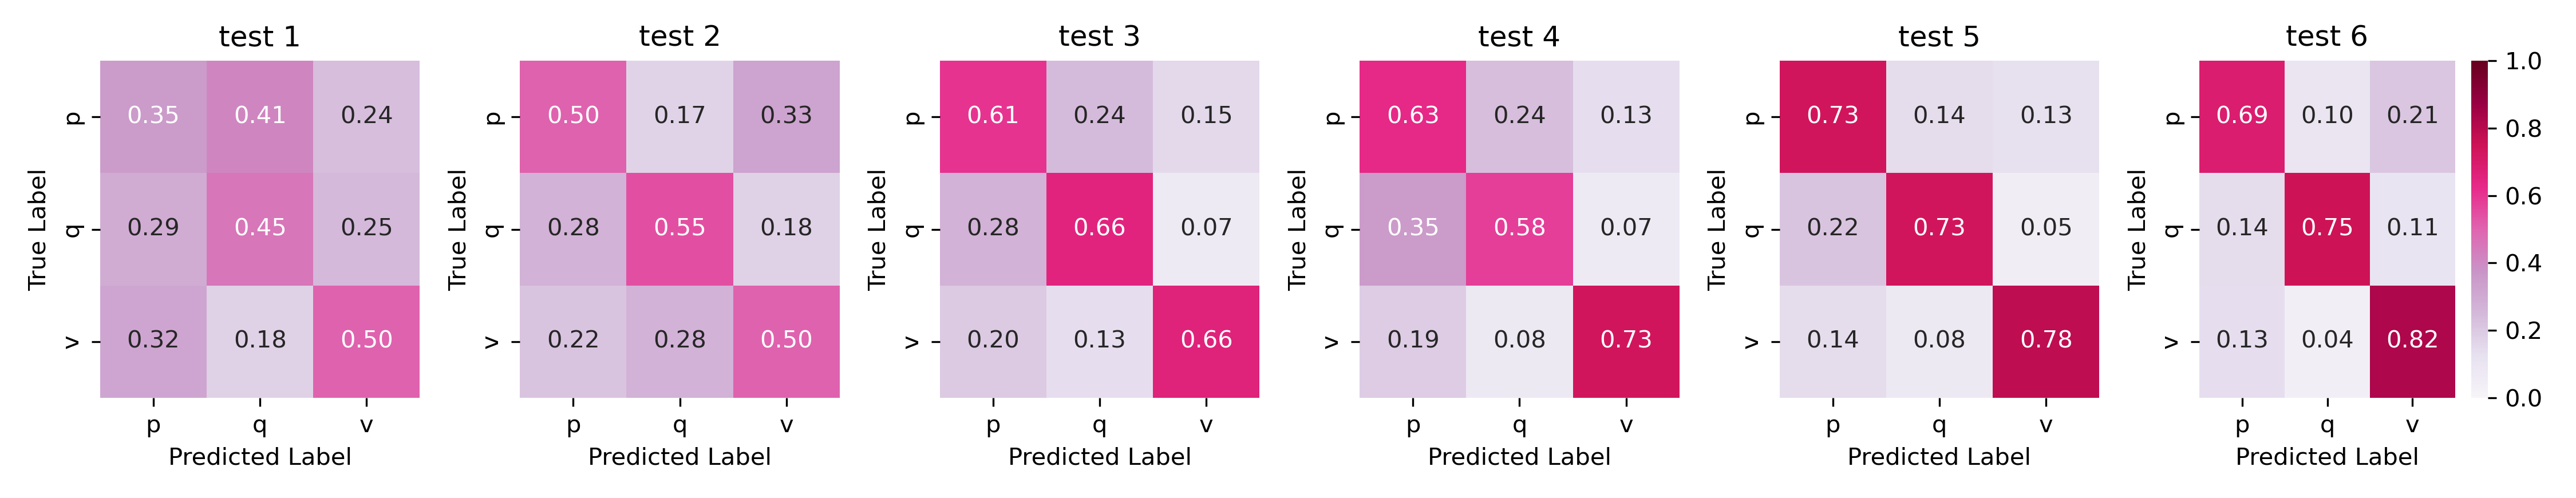 test 1
p 0.35 0.41 0.24
q 0.29 0.45 0.25
v 0.32 0.18 0.50
p q v
True Label
Predicted Label
test 2
p 0.50 0.17 0.33
q 0.28 0.55 0.18
v 0.22 0.28 0.50
p q v
True Label
Predicted Label
test 3
p 0.61 0.24 0.15
q 0.28 0.66 0.07
v 0.20 0.13 0.66
p q v
True Label
Predicted Label
test 4
p 0.63 0.24 0.13
q 0.35 0.58 0.07
v 0.19 0.08 0.73
p q v
True Label
Predicted Label
test 5
p 0.73 0.14 0.13
q 0.22 0.73 0.05
v 0.14 0.08 0.78
p q v
True Label
Predicted Label
test 6
p 0.69 0.10 0.21
q 0.14 0.75 0.11
v 0.13 0.04 0.82
p q v
True Label
Predicted Label
1.0
0.8
0.6
0.4
0.2
0.0